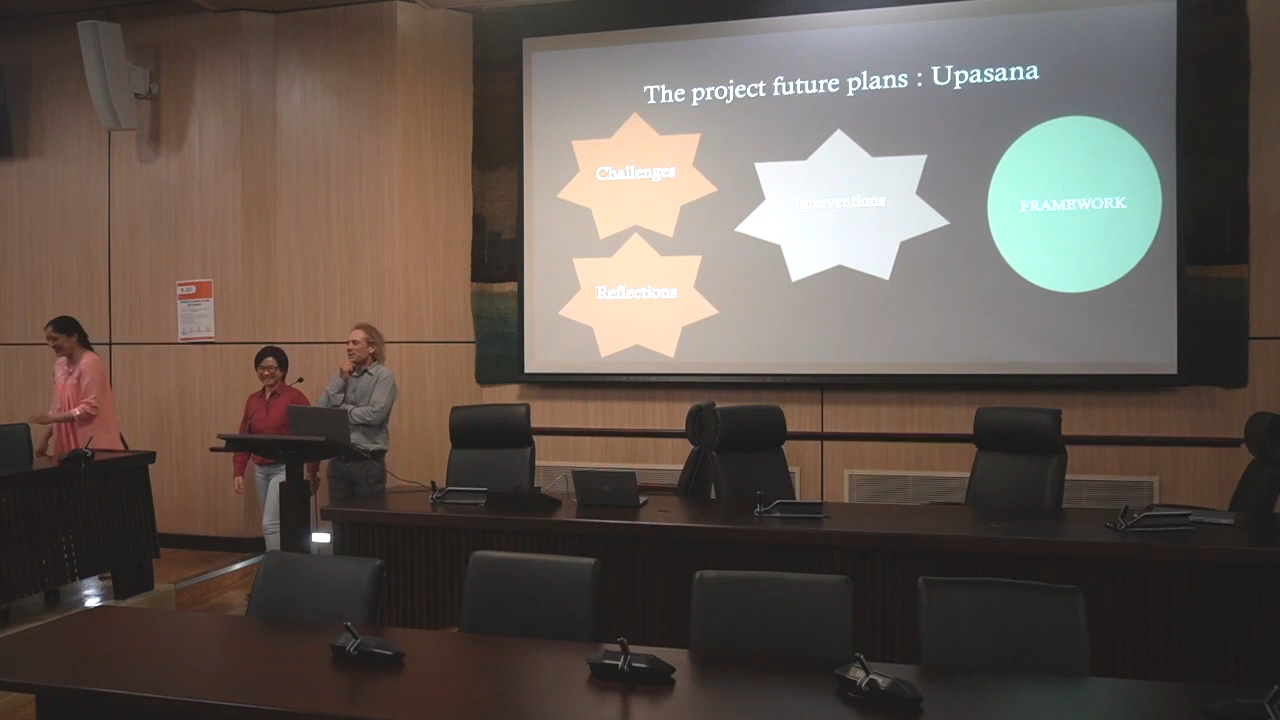 The project future plans : Upasana
Challenges
Interventions
FRAMEWORK
Reflections